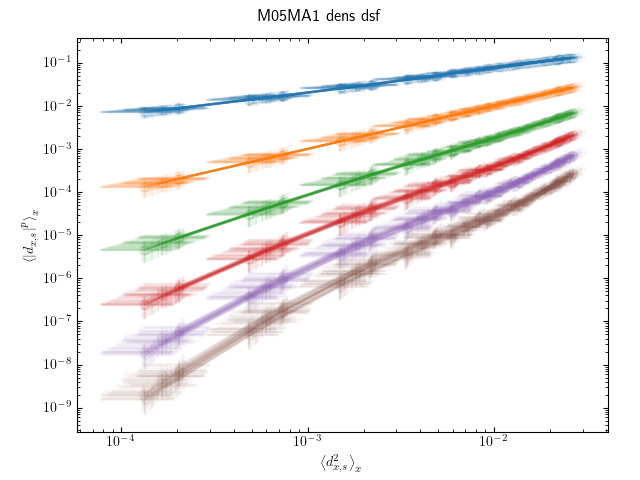 M05MA1 dens dsf
10^{-1}
10^{-2}
10^{-3}
10^{-4}
10^{-5}
10^{-6}
10^{-7}
10^{-8}
10^{-9}
⟨|d_{x,s}|^p⟩_x
10^{-4} 10^{-3} 10^{-2}
⟨d_{x,s}^2⟩_x